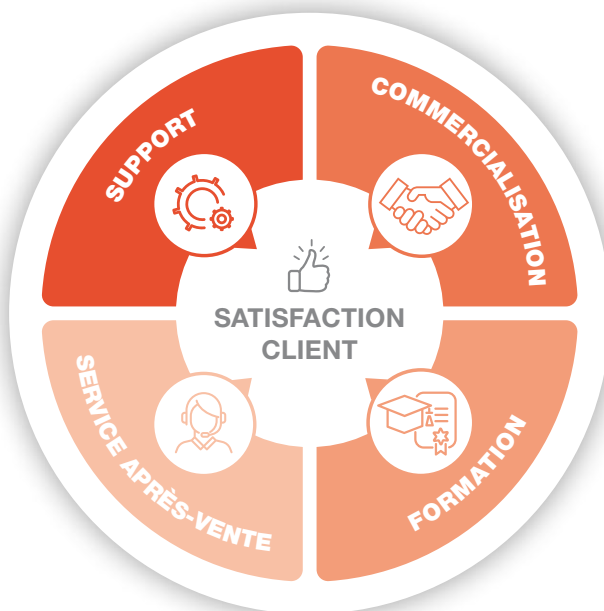 SUPPORT
COMMERCIALISATION
SATISFACTION
CLIENT
SERVICE APRÈS-VENTE
FORMATION